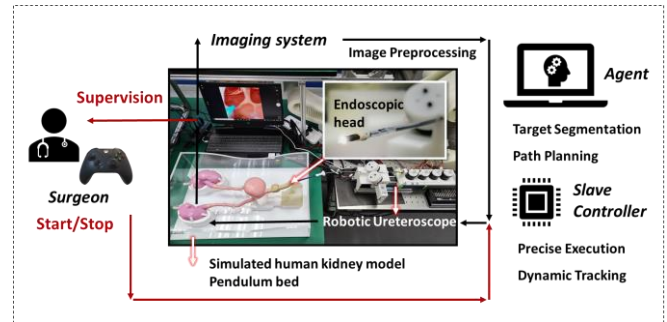 Imaging system
Image Preprocessing
Agent
Supervision
Endoscopic
head
Target Segmentation
Path Planning
Surgeon
Start/Stop
Robotic Ureteroscope
Slave
Controller
Simulated human kidney model
Pendulum bed
Precise Execution
Dynamic Tracking